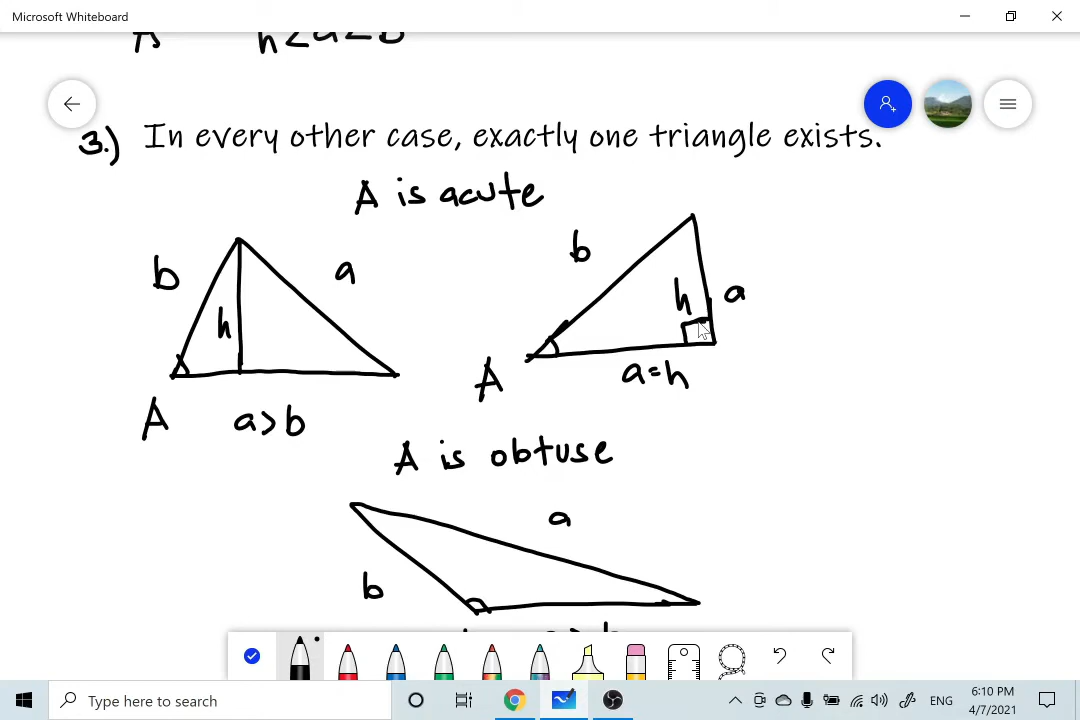 Microsoft Whiteboard
A h<a<b
3.) In every other case, exactly one triangle exists.
A is acute
b a h
A a>b
b h a
A a=h
A is obtuse
a
b
Type here to search
ENG
6:10 PM
4/7/2021